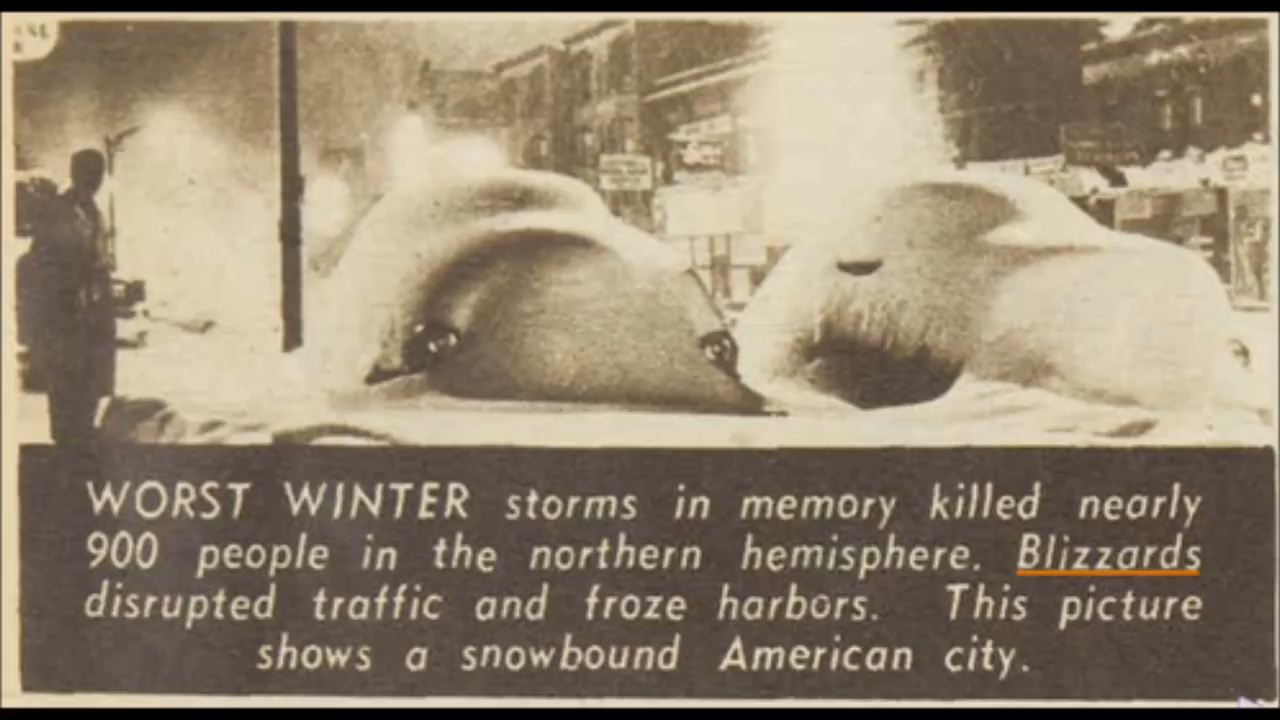 WORST WINTER storms in memory killed nearly
900 people in the northern hemisphere. Blizzards
disrupted traffic and froze harbors. This picture
shows a snowbound American city.